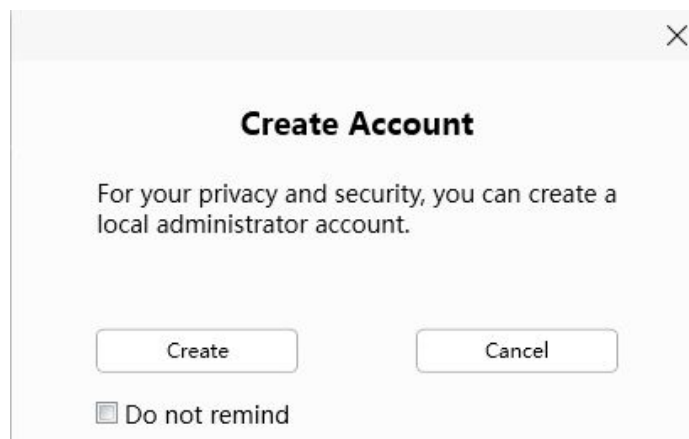 Create Account
For your privacy and security, you can create a
local administrator account.
Create
Cancel
Do not remind